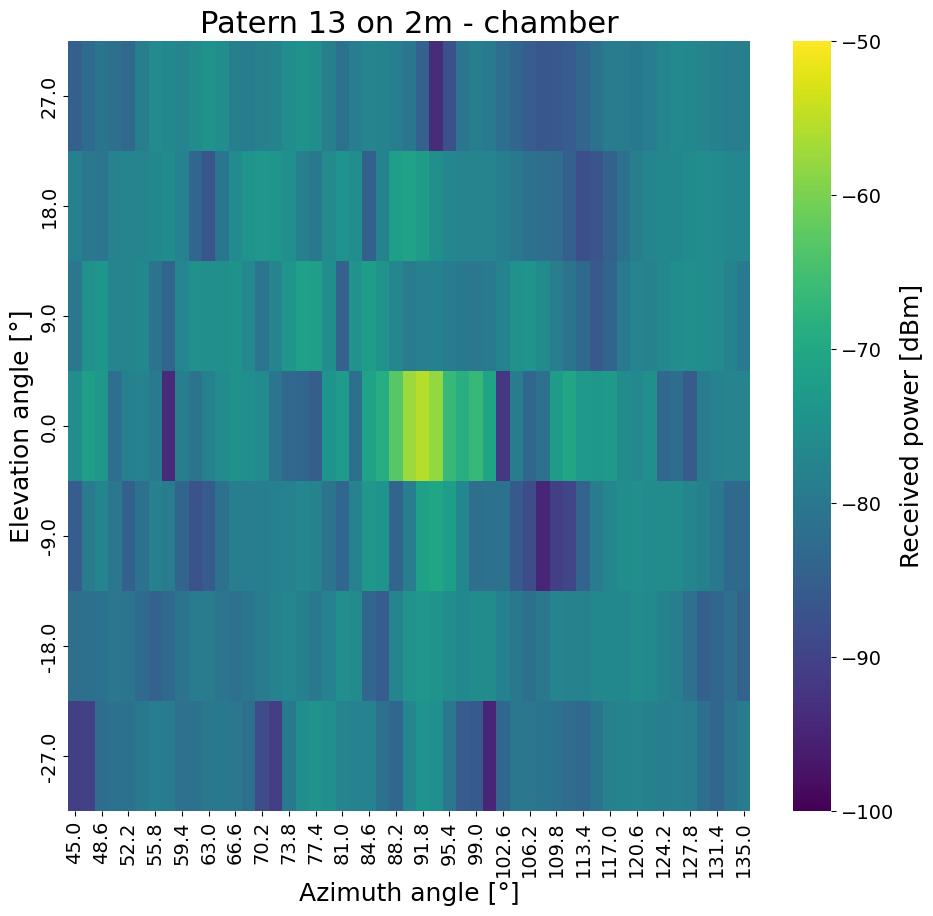 Patern 13 on 2m - chamber
Elevation angle [°]
27.0
18.0
9.0
0.0
-9.0
-18.0
-27.0
45.0 48.6 52.2 55.8 59.4 63.0 66.6 70.2 73.8 77.4 81.0 84.6 88.2 91.8 95.4 99.0 102.6 106.2 109.8 113.4 117.0 120.6 124.2 127.8 131.4 135.0
Azimuth angle [°]
−50
−60
−70
−80
−90
−100
Received power [dBm]